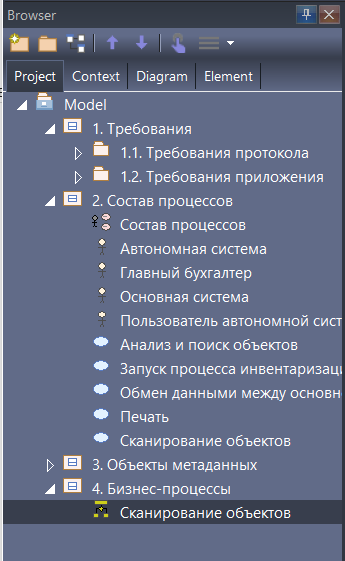 Browser
Project Context Diagram Element
Model
1. Требования
1.1. Требования протокола
1.2. Требования приложения
2. Состав процессов
Состав процессов
Автономная система
Главный бухгалтер
Основная система
Пользователь автономной сист
Анализ и поиск объектов
Запуск процесса инвентаризаци
Обмен данными между основн
Печать
Сканирование объектов
3. Объекты метаданных
4. Бизнес-процессы
Сканирование объектов